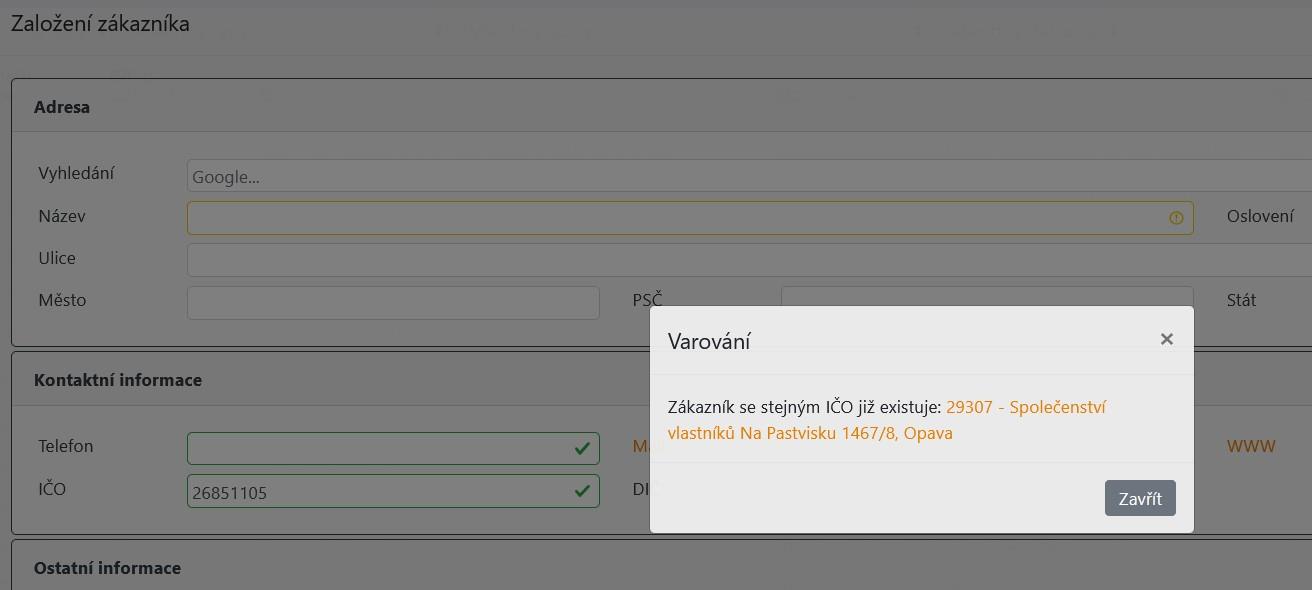 Založení zákazníka
Adresa
Vyhledání Google...
Název Oslovení
Ulice
Město PSČ Stát
Varování ×
Kontaktní informace
Zákazník se stejným IČO již existuje: 29307 - Společenství
vlastníků Na Pastvisku 1467/8, Opava
Telefon WWW
IČO 26851105
Zavřít
Ostatní informace